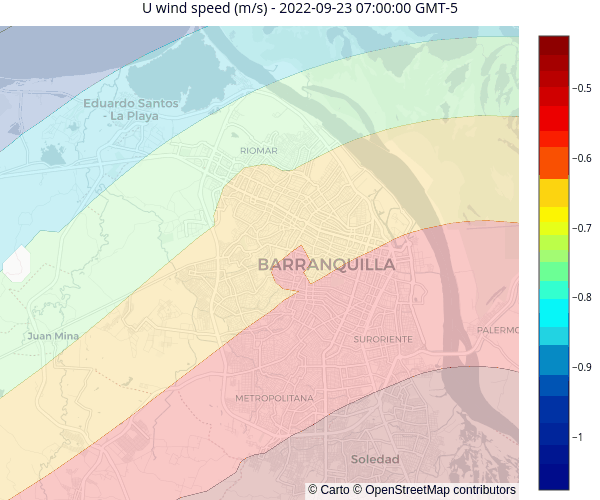 U wind speed (m/s) - 2022-09-23 07:00:00 GMT-5
Eduardo Santos
- La Playa
RIOMAR
BARRANQUILLA
Juan Mina
SURORIENTE
PALERMO
METROPOLITANA
Soledad
© Carto © OpenStreetMap contributors
−0.5
−0.6
−0.7
−0.8
−0.9
−1